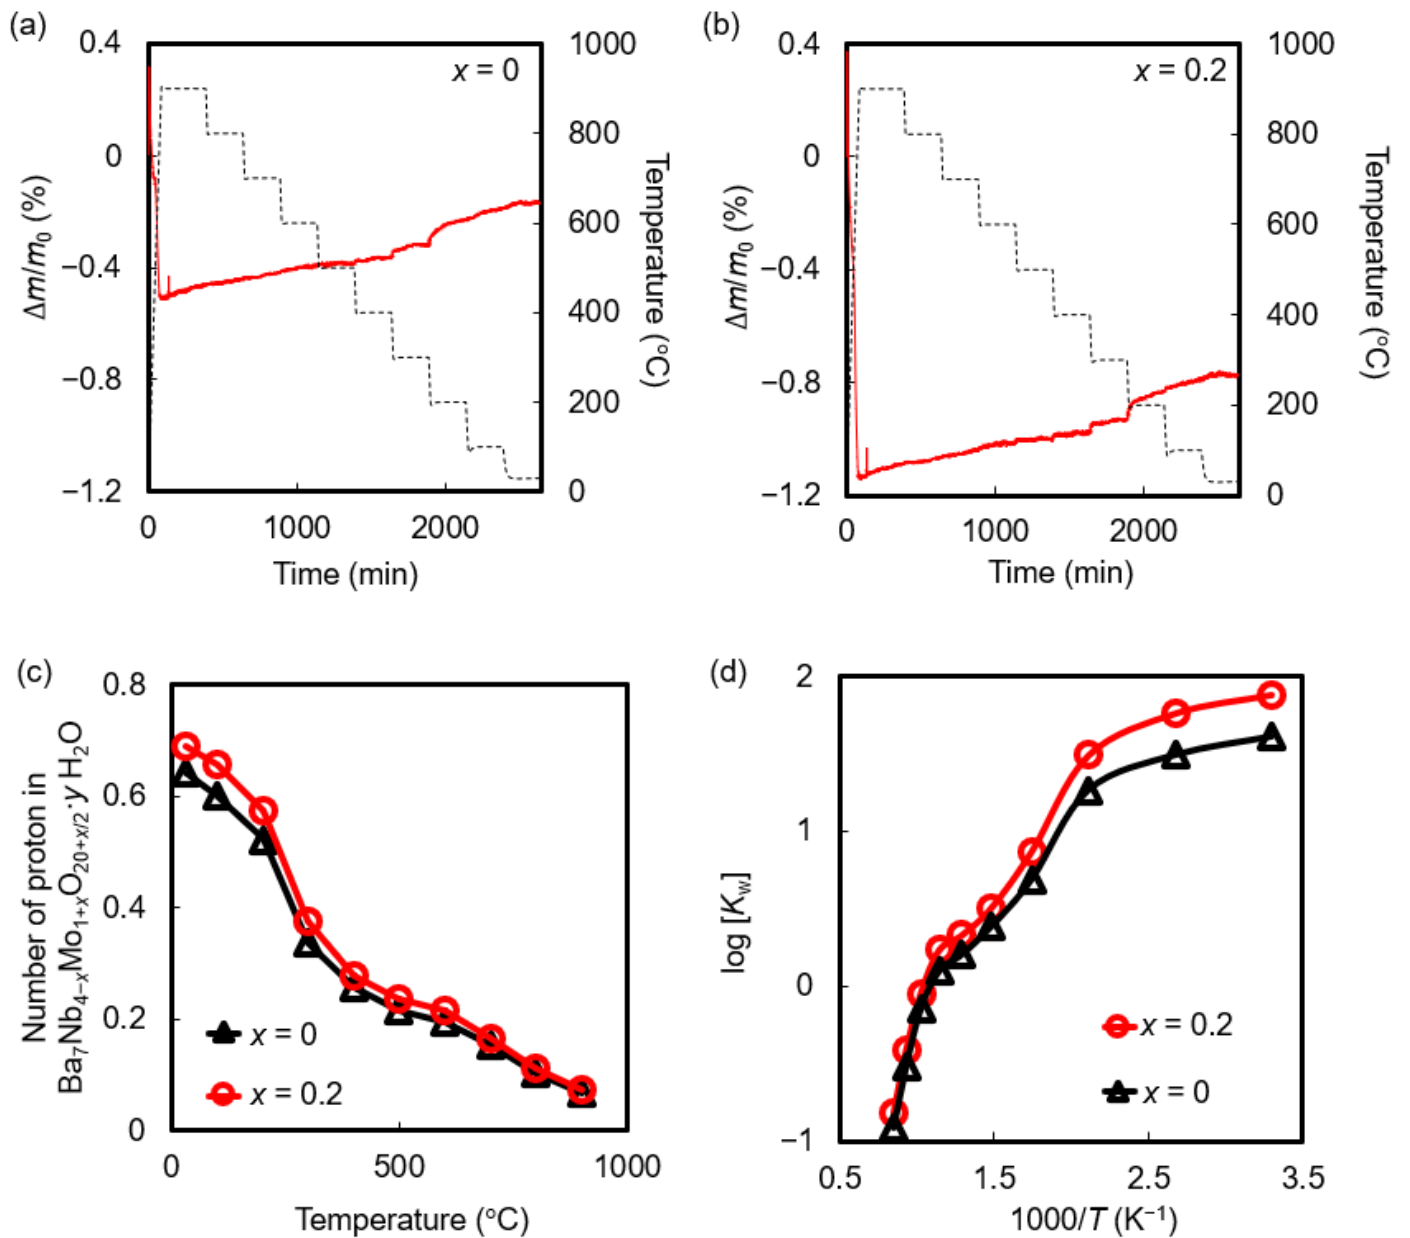 (a)
0.4
0
−0.4
−0.8
−1.2
Δm/m₀ (%)
x = 0
1000
800
600
400
200
0
Temperature (°C)
0
1000
2000
Time (min)
(b)
0.4
0
−0.4
−0.8
−1.2
Δm/m₀ (%)
x = 0.2
1000
800
600
400
200
0
Temperature (°C)
0
1000
2000
Time (min)
(c)
0.8
0.6
0.4
0.2
0
Number of proton in
Ba₇Nb₄₋ₓMo₁₊ₓO₂₀₊ₓ/₂·y H₂O
x = 0
x = 0.2
0
500
1000
Temperature (°C)
(d)
2
1
0
−1
log [Kw]
x = 0.2
x = 0
0.5
1.5
2.5
3.5
1000/T (K⁻¹)